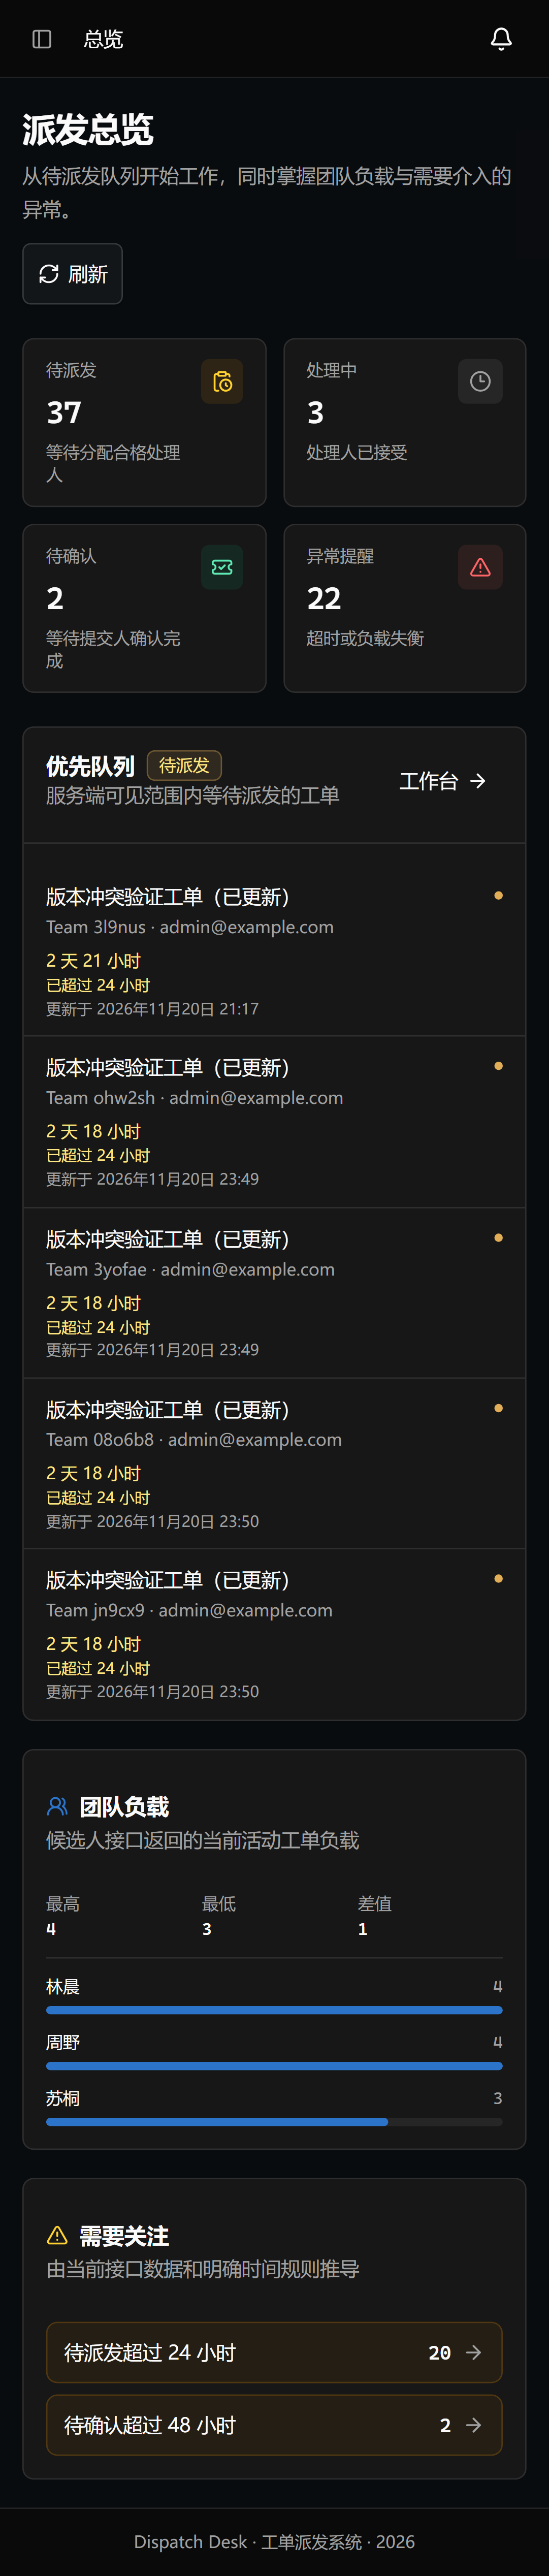 总览
派发总览
从待派发队列开始工作，同时掌握团队负载与需要介入的
异常。
刷新
待派发
37
等待分配合格处理
人
处理中
3
处理人已接受
待确认
2
等待提交人确认完
成
异常提醒
22
超时或负载失衡
优先队列 待派发
服务端可见范围内等待派发的工单
工作台
版本冲突验证工单（已更新）
Team 3l9nus · admin@example.com
2 天 21 小时
已超过 24 小时
更新于 2026年11月20日 21:17
版本冲突验证工单（已更新）
Team ohw2sh · admin@example.com
2 天 18 小时
已超过 24 小时
更新于 2026年11月20日 23:49
版本冲突验证工单（已更新）
Team 3yofae · admin@example.com
2 天 18 小时
已超过 24 小时
更新于 2026年11月20日 23:49
版本冲突验证工单（已更新）
Team 08o6b8 · admin@example.com
2 天 18 小时
已超过 24 小时
更新于 2026年11月20日 23:50
版本冲突验证工单（已更新）
Team jn9cx9 · admin@example.com
2 天 18 小时
已超过 24 小时
更新于 2026年11月20日 23:50
团队负载
候选人接口返回的当前活动工单负载
最高 最低 差值
4 3 1
林晨 4
周野 4
苏桐 3
需要关注
由当前接口数据和明确时间规则推导
待派发超过 24 小时 20
待确认超过 48 小时 2
Dispatch Desk · 工单派发系统 · 2026